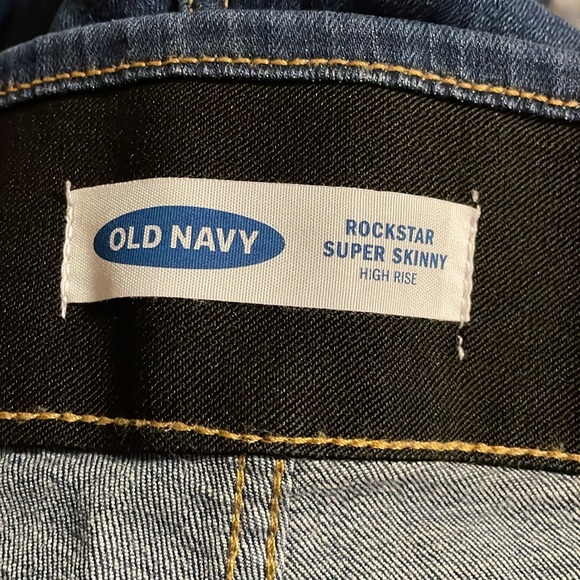 OLD NAVY
ROCKSTAR
SUPER SKINNY
HIGH RISE